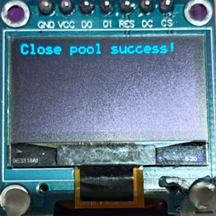 GND VCC D0 D1 RES DC CS
Close pool success!